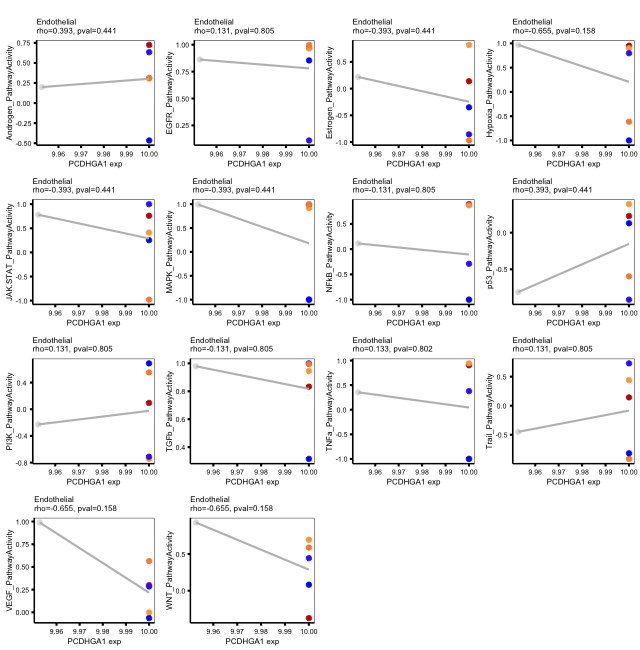 Endothelial
rho=0.393, pval=0.441
Androgen_PathwayActivity
0.75
0.50
0.25
0.00
-0.50
9.96 9.97 9.98 9.99 10.00
PCDHGA1 exp
Endothelial
rho=0.131, pval=0.805
EGFR_PathwayActivity
1.00
0.75
0.50
0.25
9.96 9.97 9.98 9.99 10.00
PCDHGA1 exp
Endothelial
rho=-0.393, pval=0.441
Estrogen_PathwayActivity
1.0
0.5
0.0
-0.5
-1.0
9.96 9.97 9.98 9.99 10.00
PCDHGA1 exp
Endothelial
rho=-0.655, pval=0.158
Hypoxia_PathwayActivity
1.0
0.5
0.0
-0.5
-1.0
9.96 9.97 9.98 9.99 10.00
PCDHGA1 exp
Endothelial
rho=-0.393, pval=0.441
JAK-STAT_PathwayActivity
1.0
0.5
0.0
-0.5
-1.0
9.96 9.97 9.98 9.99 10.00
PCDHGA1 exp
Endothelial
rho=-0.393, pval=0.441
MAPK_PathwayActivity
1.0
0.5
0.0
-0.5
-1.0
9.96 9.97 9.98 9.99 10.00
PCDHGA1 exp
Endothelial
rho=-0.131, pval=0.805
NFkB_PathwayActivity
0.5
0.0
-0.5
-1.0
9.96 9.97 9.98 9.99 10.00
PCDHGA1 exp
Endothelial
rho=0.393, pval=0.441
p53_PathwayActivity
0.0
-0.5
9.96 9.97 9.98 9.99 10.00
PCDHGA1 exp
Endothelial
rho=0.131, pval=0.805
PI3K_PathwayActivity
0.4
0.0
-0.4
-0.8
9.96 9.97 9.98 9.99 10.00
PCDHGA1 exp
Endothelial
rho=-0.131, pval=0.805
TGFb_PathwayActivity
1.0
0.8
0.6
0.4
9.96 9.97 9.98 9.99 10.00
PCDHGA1 exp
Endothelial
rho=0.133, pval=0.802
TNFa_PathwayActivity
1.0
0.5
0.0
-0.5
-1.0
9.96 9.97 9.98 9.99 10.00
PCDHGA1 exp
Endothelial
rho=0.131, pval=0.805
Trail_PathwayActivity
0.5
0.0
-0.5
9.96 9.97 9.98 9.99 10.00
PCDHGA1 exp
Endothelial
rho=-0.655, pval=0.158
VEGF_PathwayActivity
1.00
0.75
0.50
0.25
0.00
9.96 9.97 9.98 9.99 10.00
PCDHGA1 exp
Endothelial
rho=-0.655, pval=0.158
WNT_PathwayActivity
0.5
0.0
9.96 9.97 9.98 9.99 10.00
PCDHGA1 exp